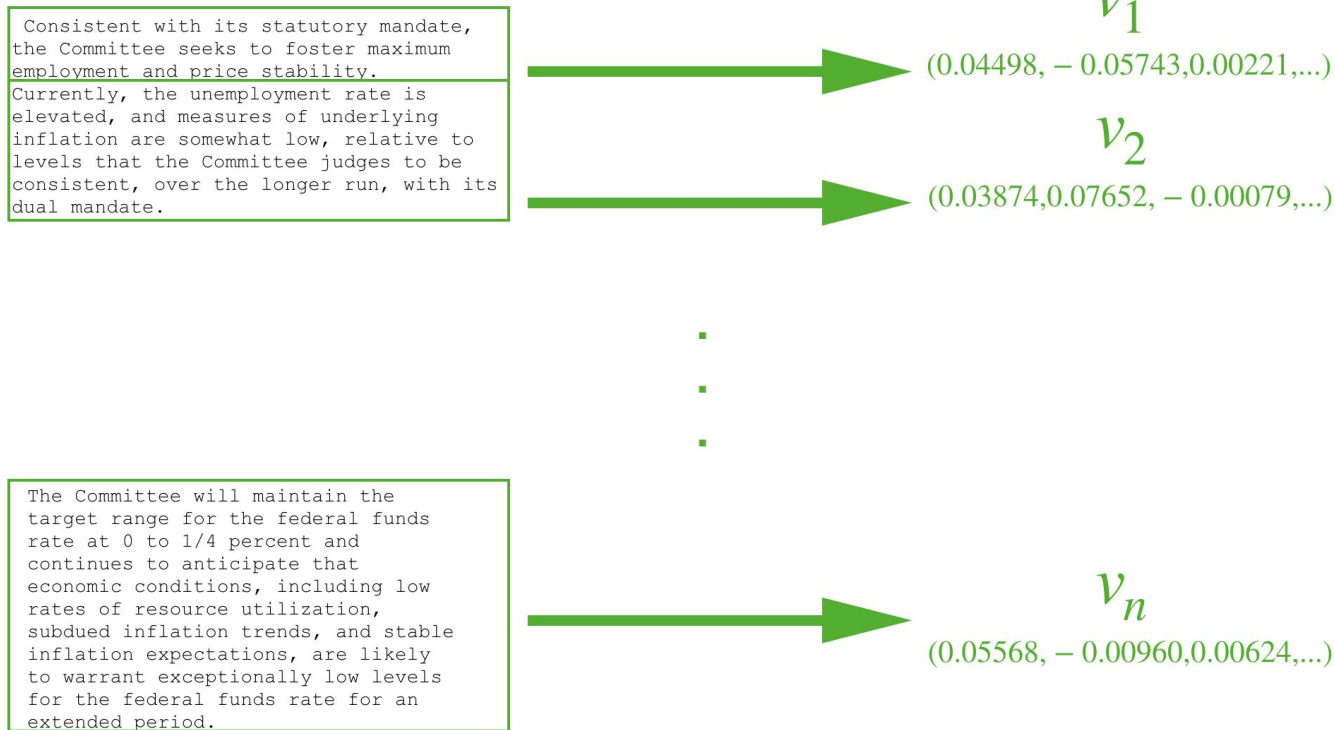 Consistent with its statutory mandate,
the Committee seeks to foster maximum
employment and price stability.
v1
(0.04498, − 0.05743,0.00221,...)
Currently, the unemployment rate is
elevated, and measures of underlying
inflation are somewhat low, relative to
levels that the Committee judges to be
consistent, over the longer run, with its
dual mandate.
v2
(0.03874,0.07652, − 0.00079,...)
The Committee will maintain the
target range for the federal funds
rate at 0 to 1/4 percent and
continues to anticipate that
economic conditions, including low
rates of resource utilization,
subdued inflation trends, and stable
inflation expectations, are likely
to warrant exceptionally low levels
for the federal funds rate for an
extended period.
vn
(0.05568, − 0.00960,0.00624,...)